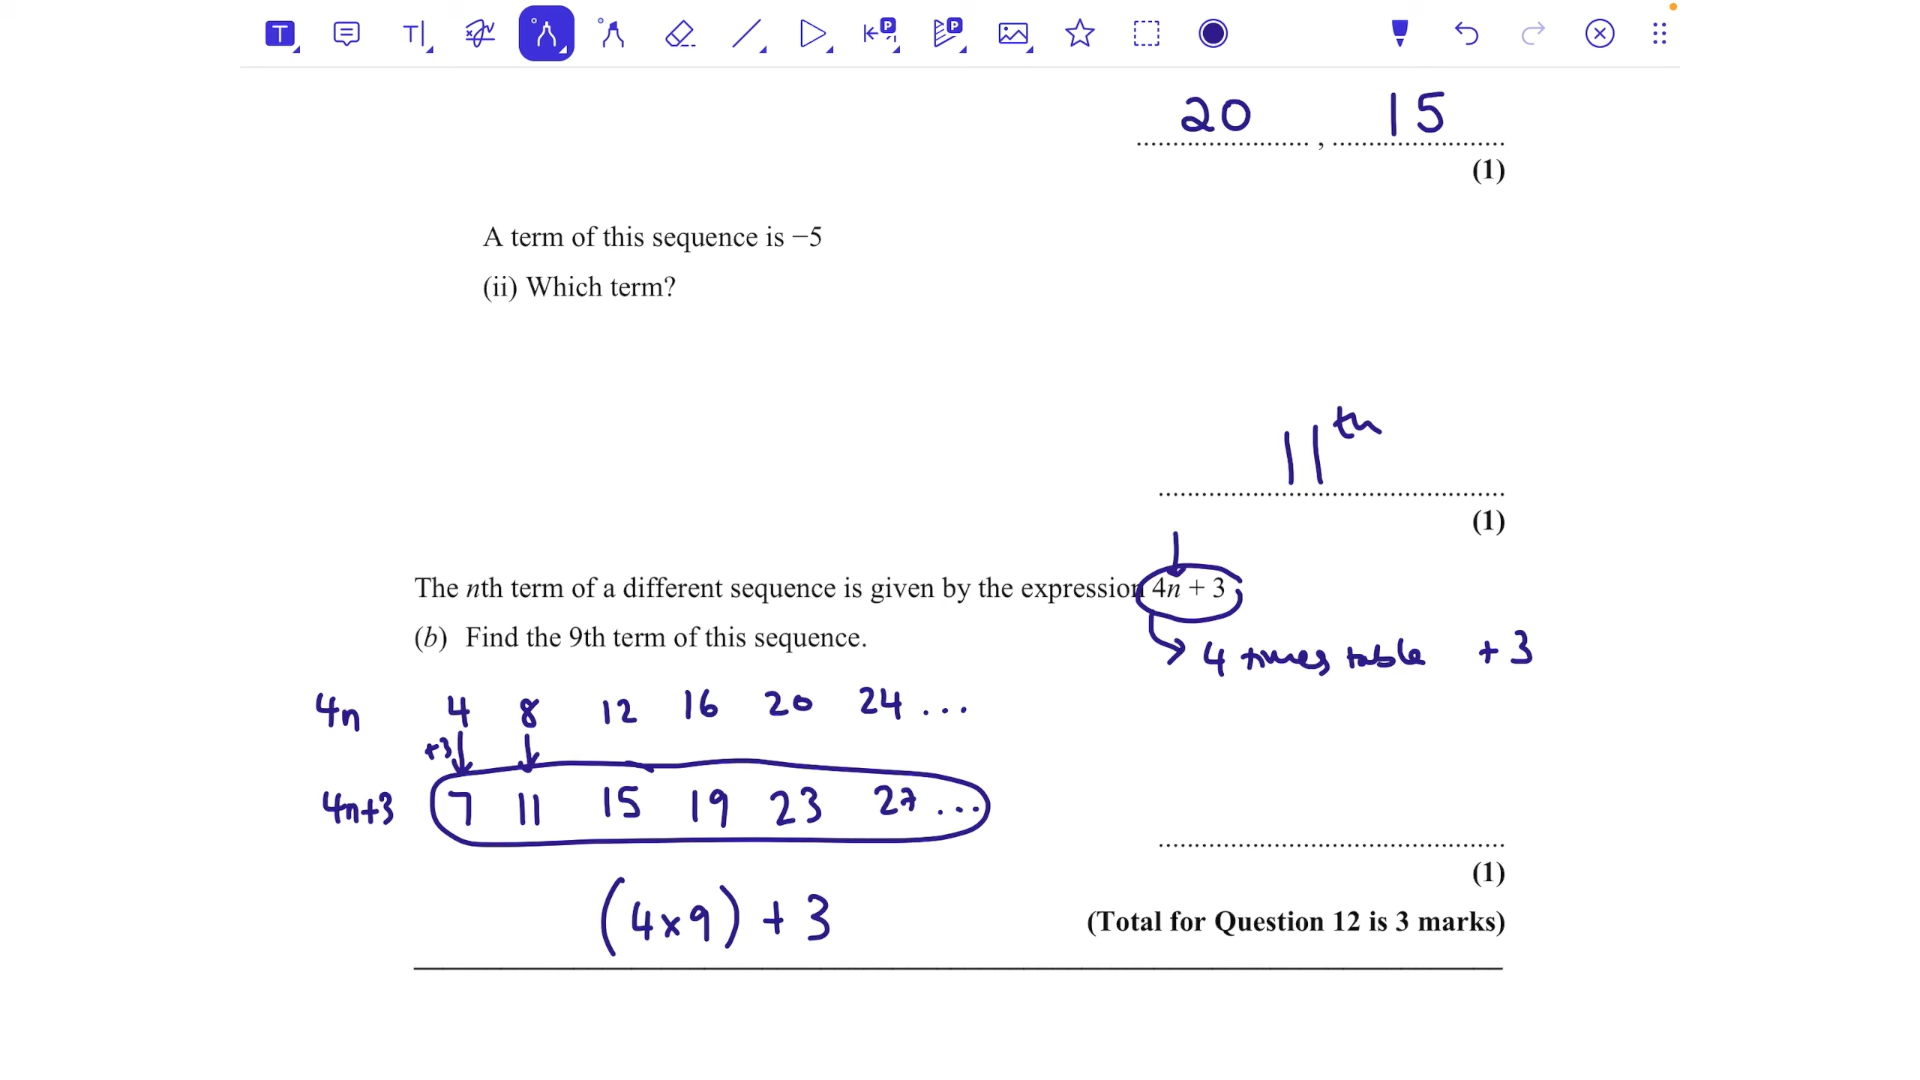 20 , 15
(1)
A term of this sequence is −5
(ii) Which term?
11th
(1)
The nth term of a different sequence is given by the expression 4n + 3
(b) Find the 9th term of this sequence.
4 times table + 3
4n 4 8 12 16 20 24 ...
+3
4n+3 7 11 15 19 23 27 ...
(1)
(4×9) + 3
(Total for Question 12 is 3 marks)